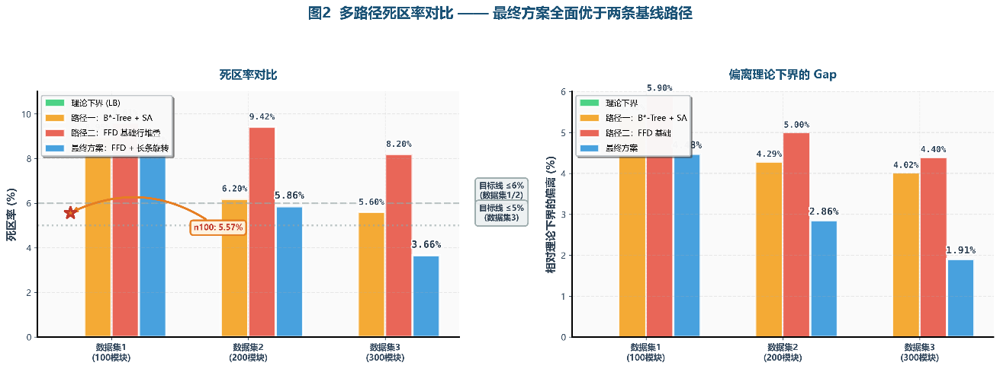 图2 多路径死区率对比 —— 最终方案全面优于两条基线路径
死区率对比
死区率 (%)
10
8
6
4
2
0
理论下界 (LB)
路径一: B*-Tree + SA
路径二: FFD 基础行堆叠
最终方案: FFD + 长条旋转
n100: 5.57%
6.20%
9.42%
5.86%
5.60%
8.20%
3.66%
数据集1
(100模块)
数据集2
(200模块)
数据集3
(300模块)
目标线 ≤6%
(数据集1/2)
目标线 ≤5%
(数据集3)
偏离理论下界的 Gap
相对理论下界的偏离 (%)
6
5
4
3
2
1
0
理论下界
路径一: B*-Tree + SA
路径二: FFD 基础
最终方案
5.90%
4.29%
5.00%
2.86%
4.02%
4.40%
1.91%
数据集1
(100模块)
数据集2
(200模块)
数据集3
(300模块)